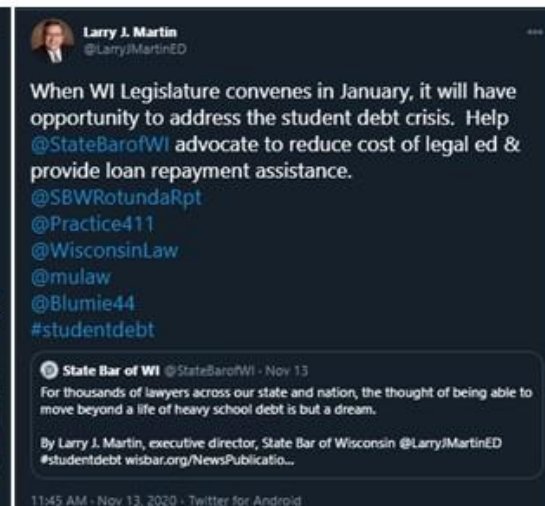 Larry J. Martin
@LarryJMartinED
When WI Legislature convenes in January, it will have
opportunity to address the student debt crisis. Help
@StateBarofWI advocate to reduce cost of legal ed &
provide loan repayment assistance.
@SBWRotundaRpt
@Practice411
@WisconsinLaw
@mulaw
@Blumie44
#studentdebt
State Bar of WI @StateBarofWI · Nov 13
For thousands of lawyers across our state and nation, the thought of being able to
move beyond a life of heavy school debt is but a dream.
By Larry J. Martin, executive director, State Bar of Wisconsin @LarryJMartinED
#studentdebt wisbar.org/NewsPublicatio...
11:45 AM · Nov 13, 2020 · Twitter for Android